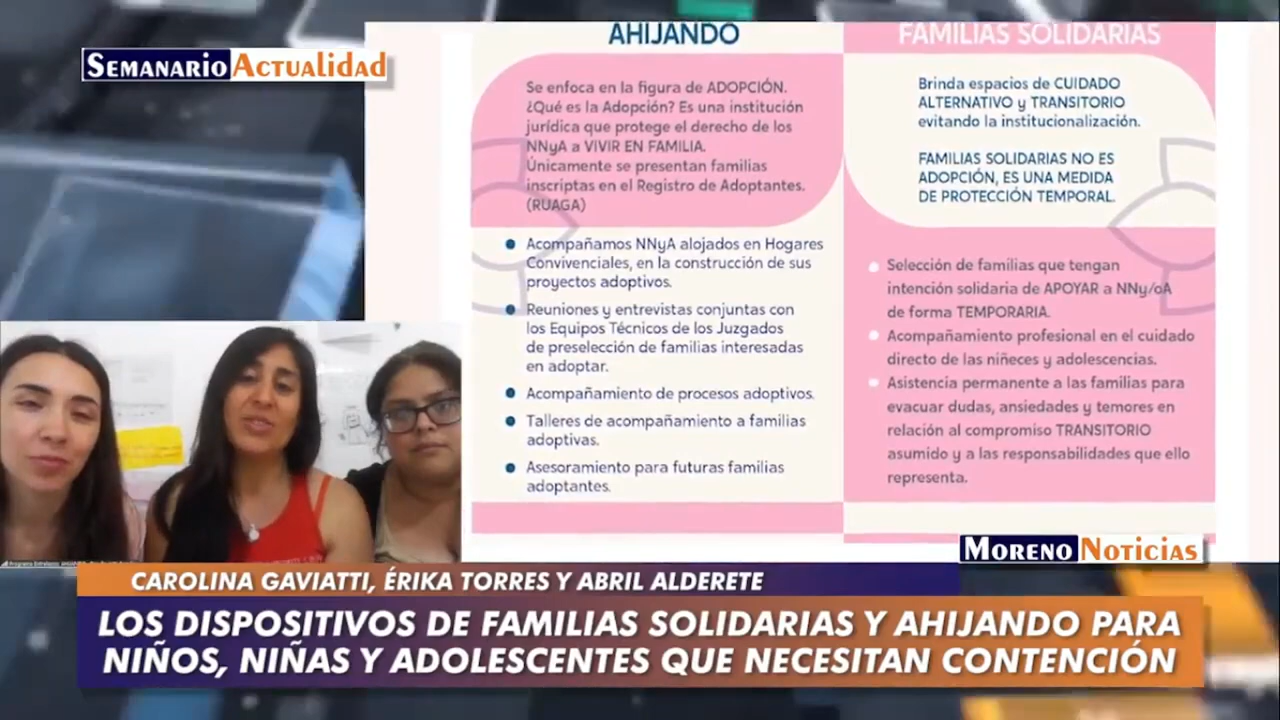 SEMANARIO ACTUALIDAD
AHIJANDO
Se enfoca en la figura de ADOPCIÓN.
¿Qué es la Adopción? Es una institución
jurídica que protege el derecho de los
NNyA a VIVIR EN FAMILIA.
Únicamente se presentan familias
inscriptas en el Registro de Adoptantes.
(RUAGA)
Acompañamos NNyA alojados en Hogares
Convivenciales, en la construcción de sus
proyectos adoptivos.
Reuniones y entrevistas conjuntas con
los Equipos Técnicos de los Juzgados
de preselección de familias interesadas
en adoptar.
Acompañamiento de procesos adoptivos.
Talleres de acompañamiento a familias
adoptivas.
Asesoramiento para futuras familias
adoptantes.
FAMILIAS SOLIDARIAS
Brinda espacios de CUIDADO
ALTERNATIVO y TRANSITORIO
evitando la institucionalización.
FAMILIAS SOLIDARIAS NO ES
ADOPCIÓN, ES UNA MEDIDA
DE PROTECCIÓN TEMPORAL.
Selección de familias que tengan
intención solidaria de APOYAR a NNy/oA
de forma TEMPORARIA.
Acompañamiento profesional en el cuidado
directo de las niñeces y adolescencias.
Asistencia permanente a las familias para
evacuar dudas, ansiedades y temores en
relación al compromiso TRANSITORIO
asumido y a las responsabilidades que ello
representa.
MORENO NOTICIAS
CAROLINA GAVIATTI, ÉRIKA TORRES Y ABRIL ALDERETE
LOS DISPOSITIVOS DE FAMILIAS SOLIDARIAS Y AHIJANDO PARA
NIÑOS, NIÑAS Y ADOLESCENTES QUE NECESITAN CONTENCIÓN